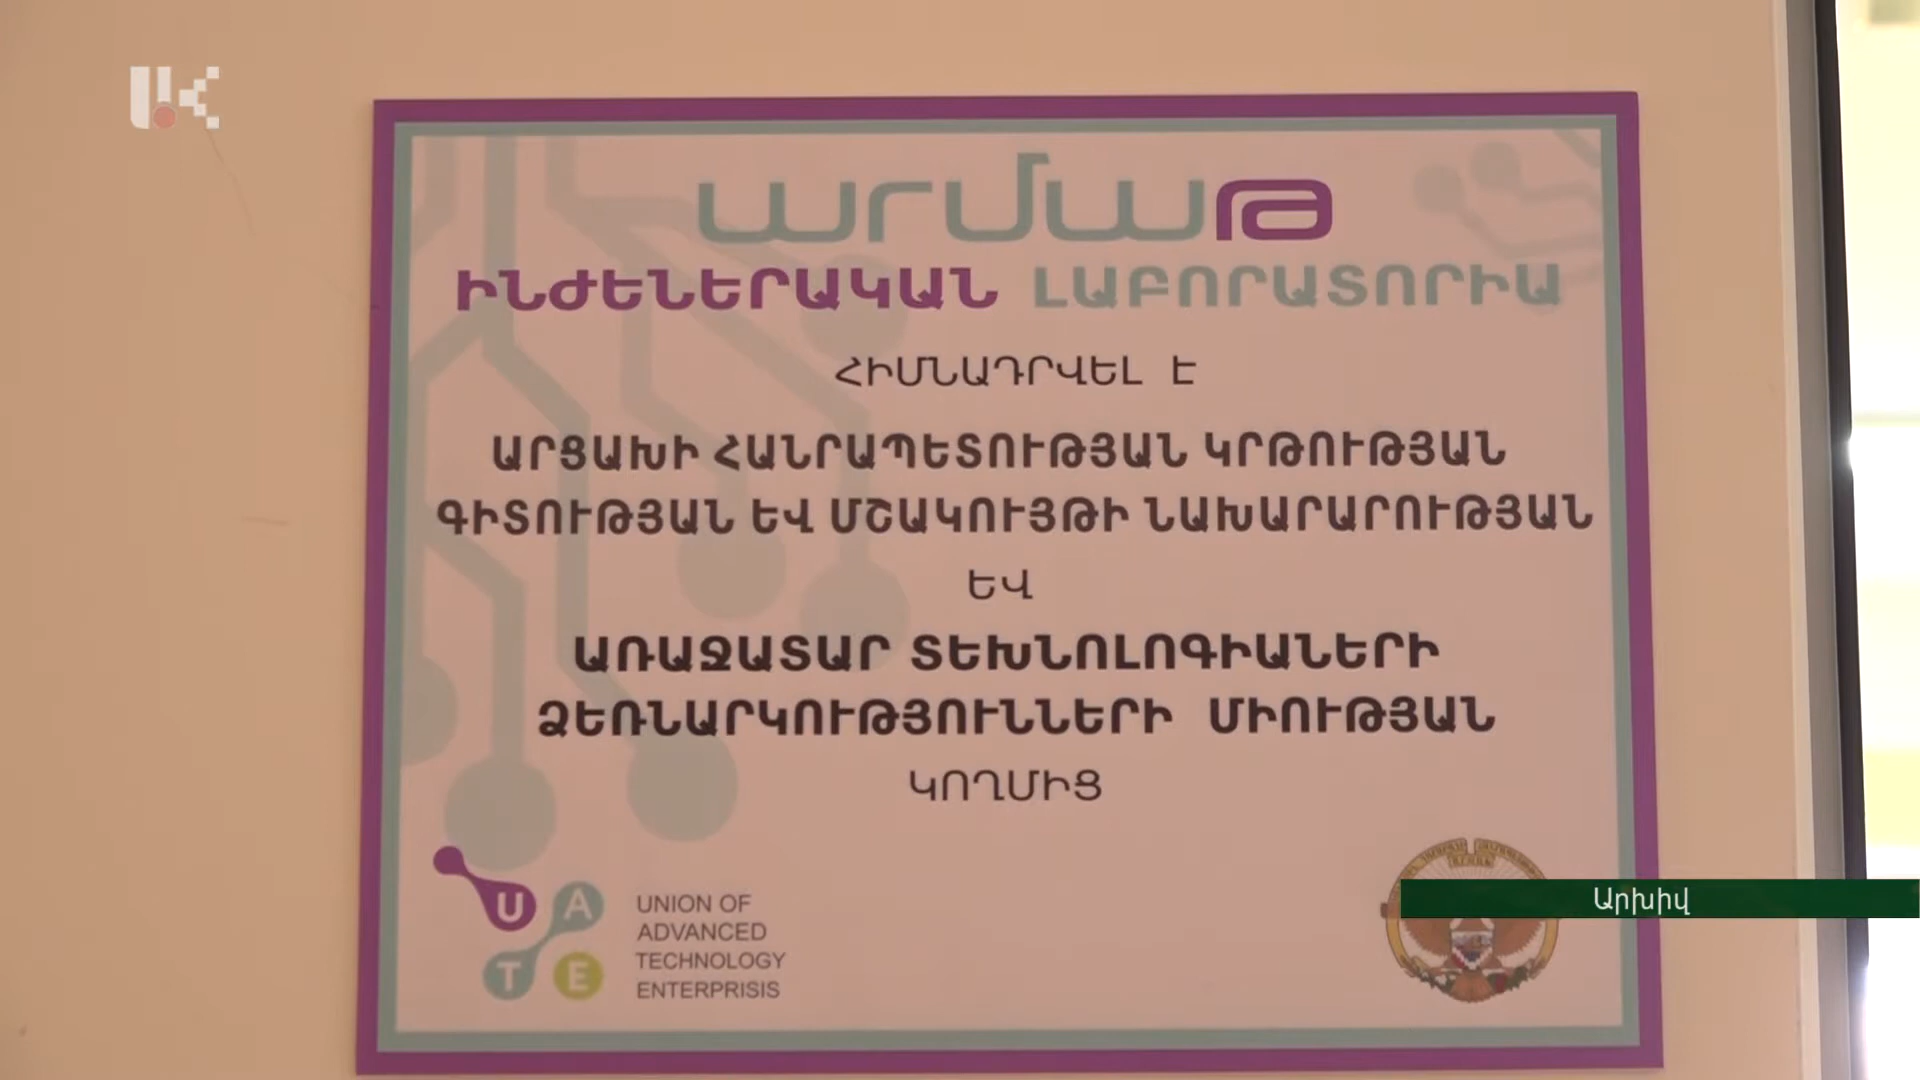 արմաթ
ԻՆԺԵՆԵՐԱԿԱՆ ԼԱԲՈՐԱՏՈՐԻԱ
ՀԻՄՆԱԴՐՎԵԼ Է
ԱՐՑԱԽԻ ՀԱՆՐԱՊԵՏՈՒԹՅԱՆ ԿՐԹՈՒԹՅԱՆ
ԳԻՏՈՒԹՅԱՆ ԵՎ ՄՇԱԿՈՒՅԹԻ ՆԱԽԱՐԱՐՈՒԹՅԱՆ
ԵՎ
ԱՌԱՋԱՏԱՐ ՏԵԽՆՈԼՈԳԻԱՆԵՐԻ
ՁԵՌՆԱՐԿՈՒԹՅՈՒՆՆԵՐԻ ՄԻՈՒԹՅԱՆ
ԿՈՂՄԻՑ
UATE
UNION OF
ADVANCED
TECHNOLOGY
ENTERPRISIS
Արխիվ